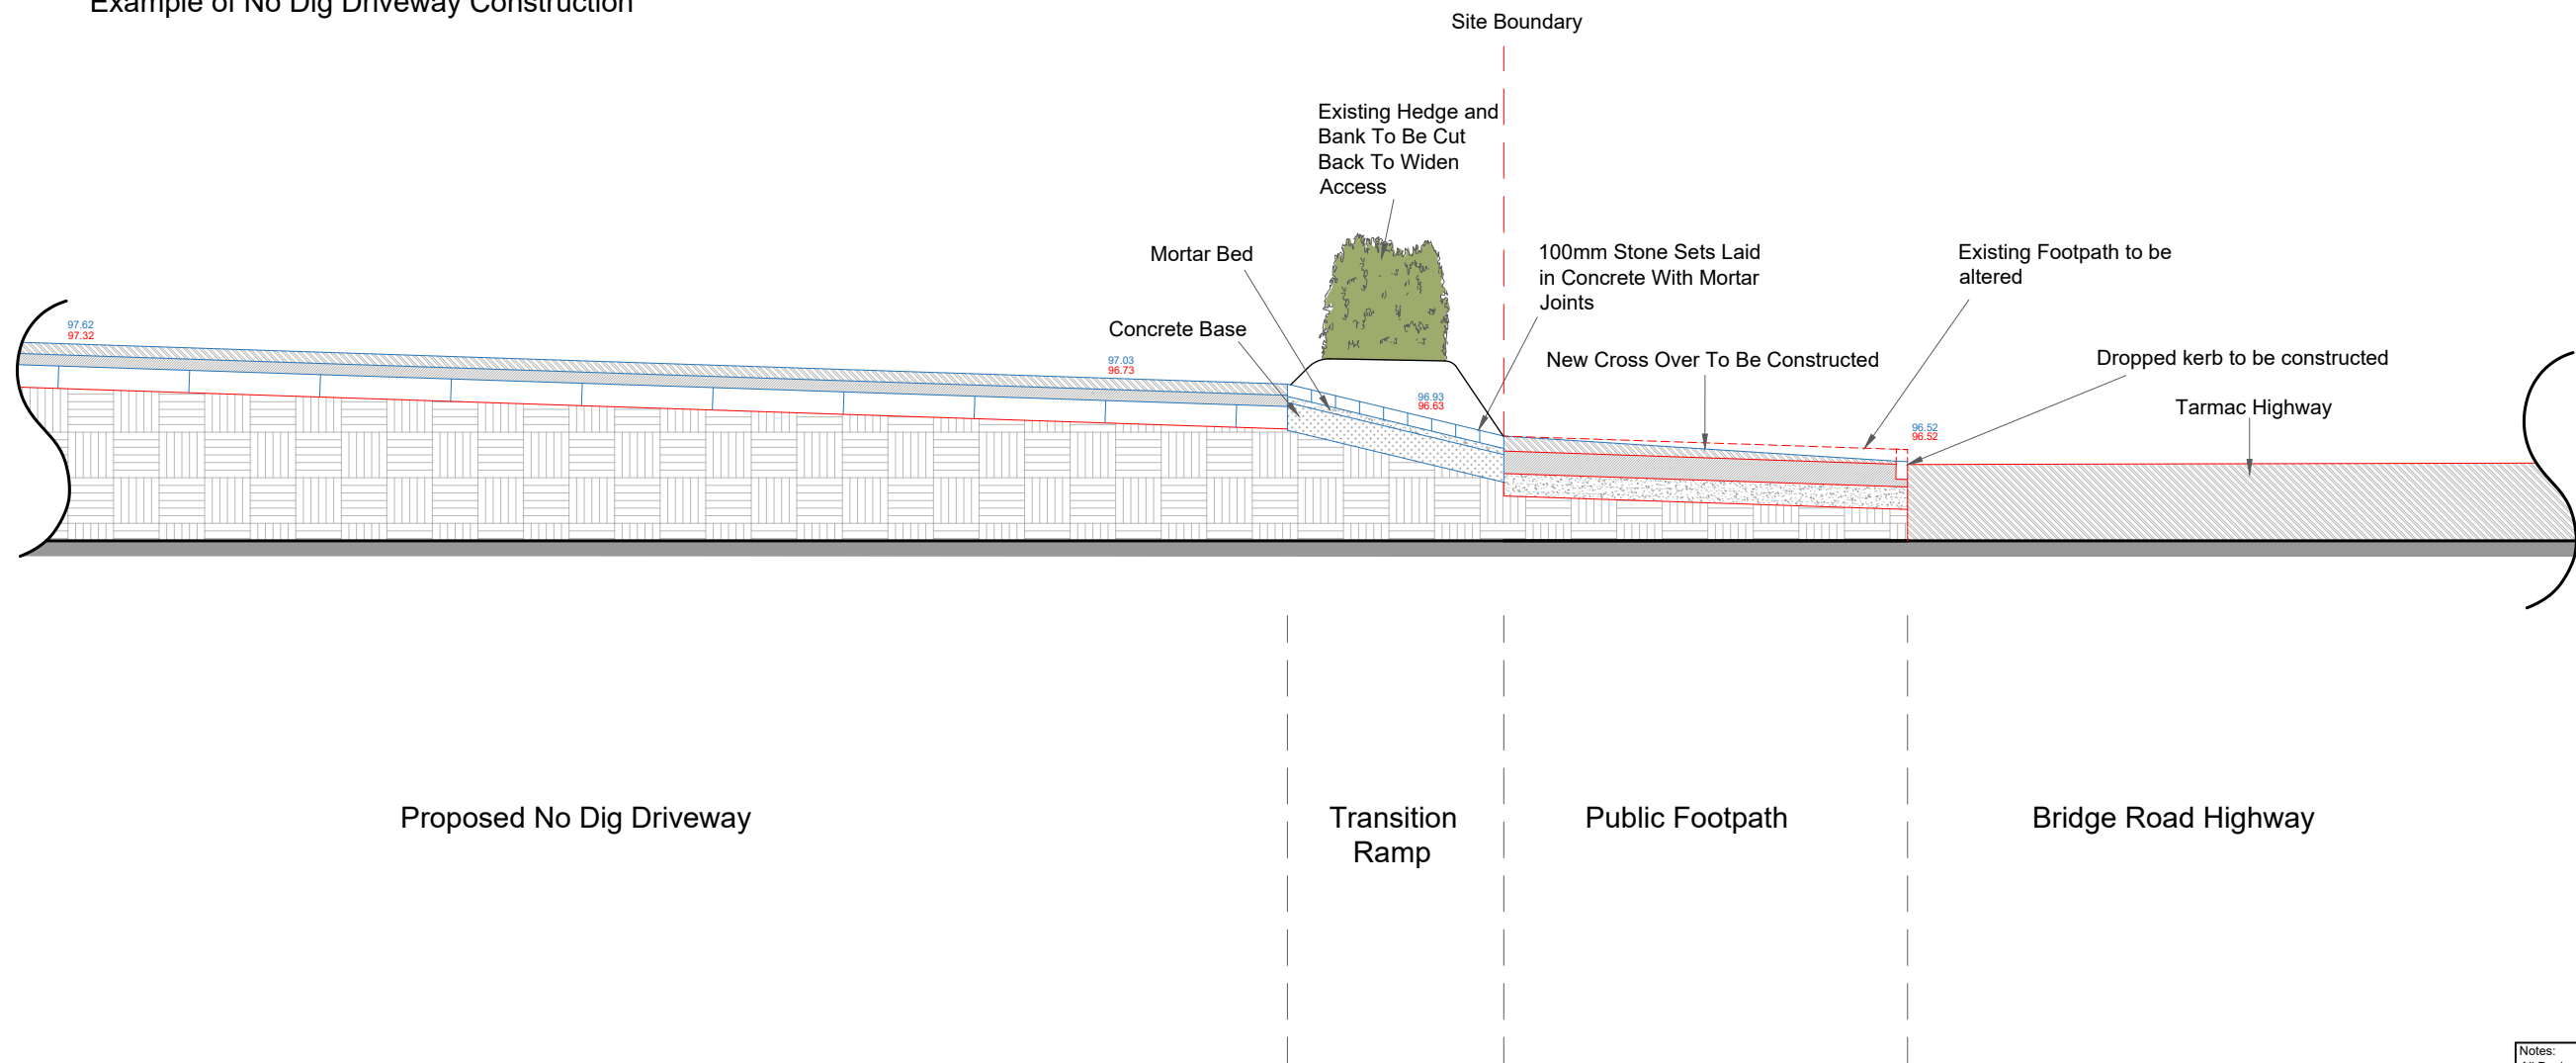 Example of No Dig Driveway Construction
Site Boundary
Existing Hedge and
Bank To Be Cut
Back To Widen
Access
Mortar Bed
Concrete Base
100mm Stone Sets Laid
in Concrete With Mortar
Joints
Existing Footpath to be
altered
New Cross Over To Be Constructed
Dropped kerb to be constructed
Tarmac Highway
97.62
97.32
97.03
96.73
96.93
96.63
96.52
96.52
Proposed No Dig Driveway
Transition
Ramp
Public Footpath
Bridge Road Highway
Notes: